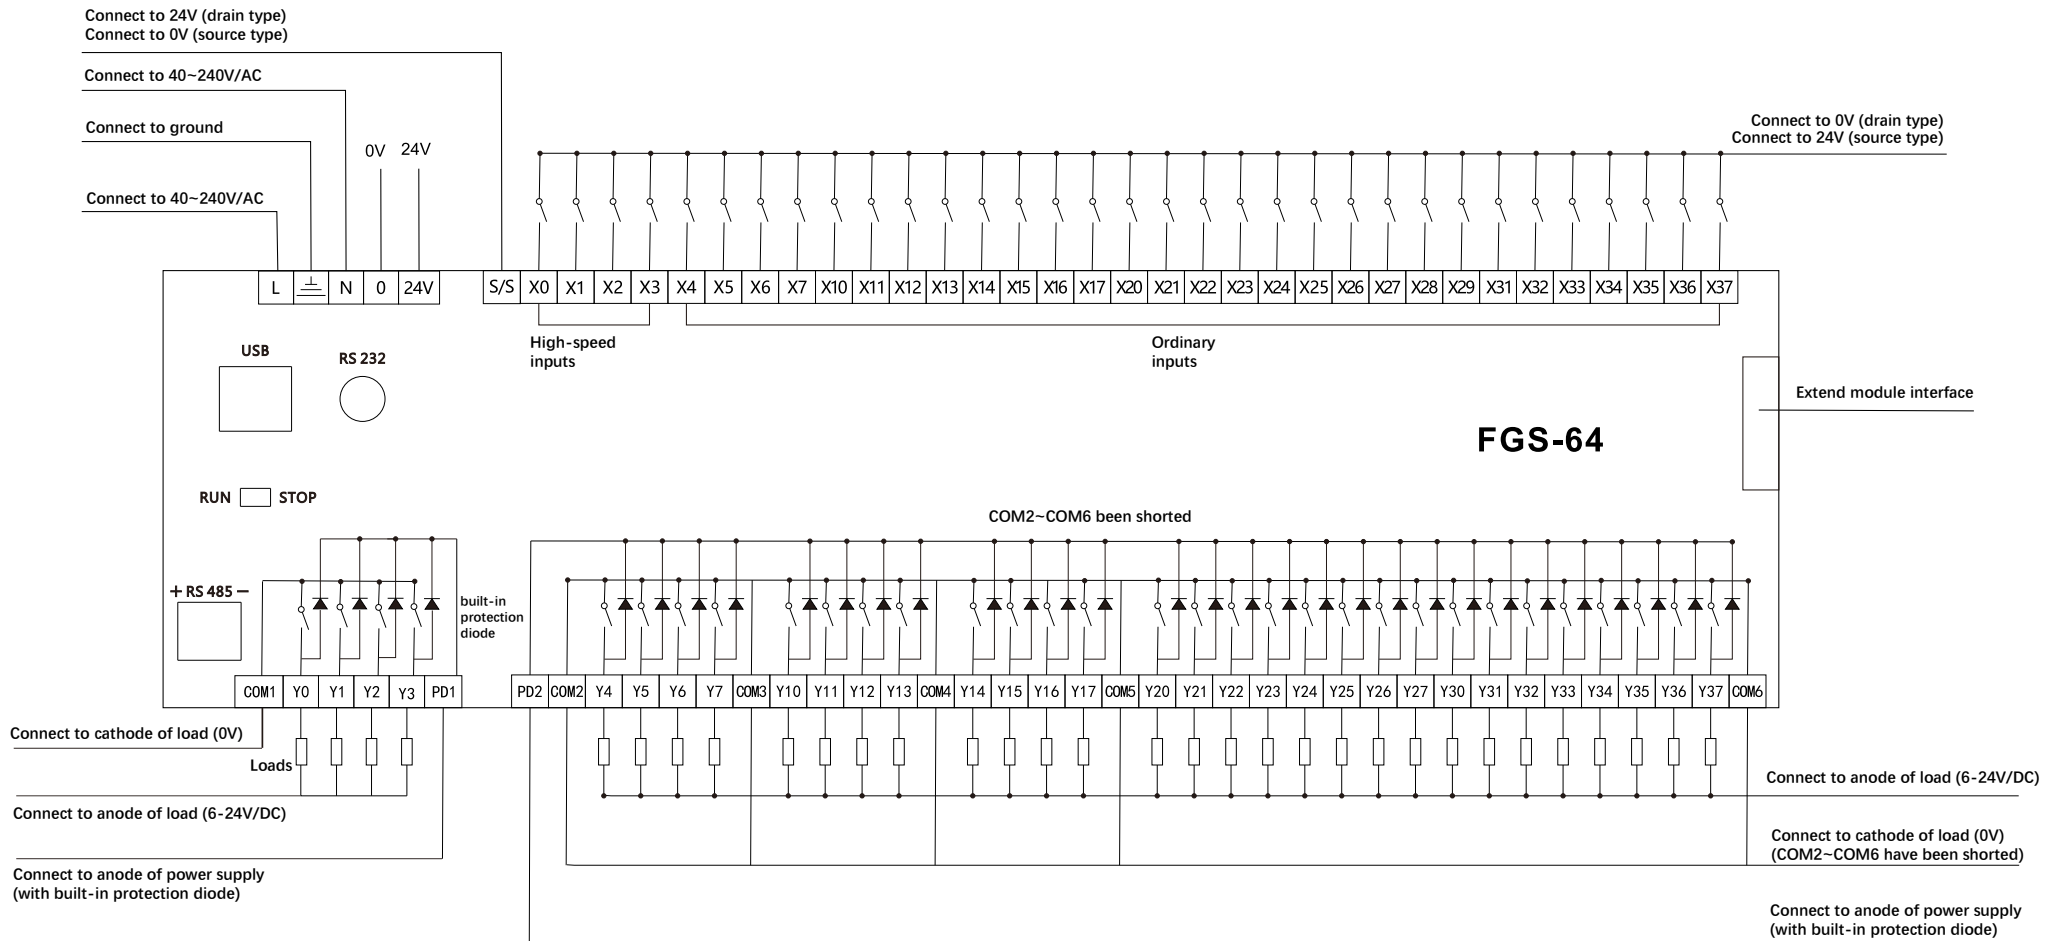 Connect to 24V (drain type)
Connect to 0V (source type)
Connect to 40~240V/AC
Connect to ground
0V 24V
Connect to 0V (drain type)
Connect to 24V (source type)
Connect to 40~240V/AC
L N 0 24V S/S X0 X1 X2 X3 X4 X5 X6 X7 X10 X11 X12 X13 X14 X15 X16 X17 X20 X21 X22 X23 X24 X25 X26 X27 X28 X29 X31 X32 X33 X34 X35 X36 X37
High-speed
inputs
Ordinary
inputs
USB
RS 232
Extend module interface
FGS-64
RUN STOP
COM2~COM6 been shorted
+ RS 485 −
built-in
protection
diode
COM1 Y0 Y1 Y2 Y3 PD1 PD2 COM2 Y4 Y5 Y6 Y7 COM3 Y10 Y11 Y12 Y13 COM4 Y14 Y15 Y16 Y17 COM5 Y20 Y21 Y22 Y23 Y24 Y25 Y26 Y27 Y30 Y31 Y32 Y33 Y34 Y35 Y36 Y37 COM6
Connect to cathode of load (0V)
Loads
Connect to anode of load (6-24V/DC)
Connect to anode of load (6-24V/DC)
Connect to cathode of load (0V)
(COM2~COM6 have been shorted)
Connect to anode of power supply
(with built-in protection diode)
Connect to anode of power supply
(with built-in protection diode)